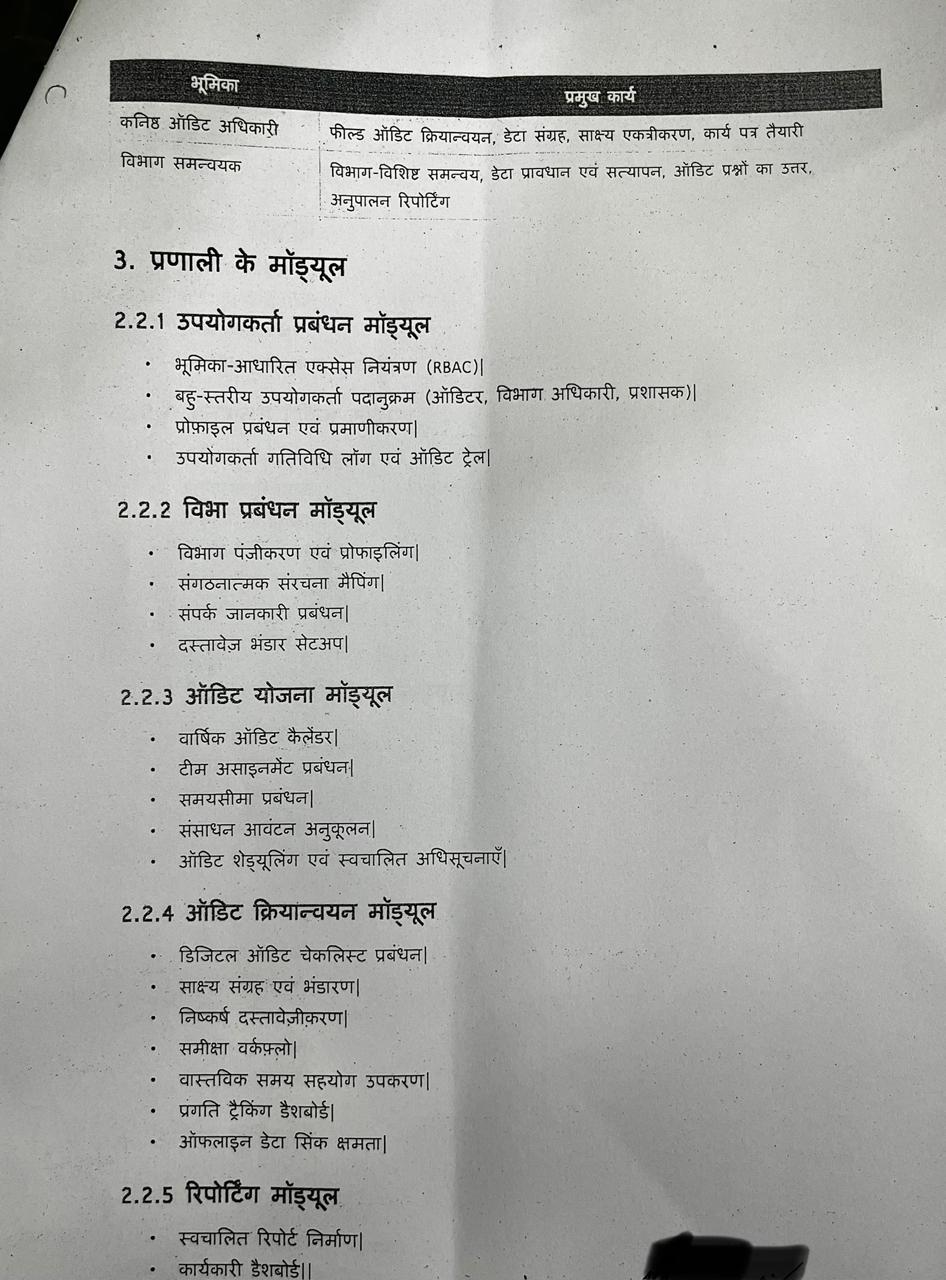 भूमिका प्रमुख कार्य
कनिष्ठ ऑडिट अधिकारी फील्ड ऑडिट क्रियान्वयन, डेटा संग्रह, साक्ष्य एकत्रीकरण, कार्य पत्र तैयारी
विभाग समन्वयक विभाग-विशिष्ट समन्वय, डेटा प्रावधान एवं सत्यापन, ऑडिट प्रश्नों का उत्तर,
अनुपालन रिपोर्टिंग
3. प्रणाली के मॉड्यूल
2.2.1 उपयोगकर्ता प्रबंधन मॉड्यूल
• भूमिका-आधारित एक्सेस नियंत्रण (RBAC)|
• बहु-स्तरीय उपयोगकर्ता पदानुक्रम (ऑडिटर, विभाग अधिकारी, प्रशासक)|
• प्रोफ़ाइल प्रबंधन एवं प्रमाणीकरण|
• उपयोगकर्ता गतिविधि लॉग एवं ऑडिट ट्रेल|
2.2.2 विभा प्रबंधन मॉड्यूल
• विभाग पंजीकरण एवं प्रोफाइलिंग|
• संगठनात्मक संरचना मैपिंग|
• संपर्क जानकारी प्रबंधन|
• दस्तावेज़ भंडार सेटअप|
2.2.3 ऑडिट योजना मॉड्यूल
• वार्षिक ऑडिट कैलेंडर|
• टीम असाइनमेंट प्रबंधन|
• समयसीमा प्रबंधन|
• संसाधन आवंटन अनुकूलन|
• ऑडिट शेड्यूलिंग एवं स्वचालित अधिसूचनाएँ|
2.2.4 ऑडिट क्रियान्वयन मॉड्यूल
• डिजिटल ऑडिट चेकलिस्ट प्रबंधन|
• साक्ष्य संग्रह एवं भंडारण|
• निष्कर्ष दस्तावेज़ीकरण|
• समीक्षा वर्कफ़्लो|
• वास्तविक समय सहयोग उपकरण|
• प्रगति ट्रैकिंग डैशबोर्ड|
• ऑफलाइन डेटा सिंक क्षमता|
2.2.5 रिपोर्टिंग मॉड्यूल
• स्वचालित रिपोर्ट निर्माण|
• कार्यकारी डैशबोर्ड||